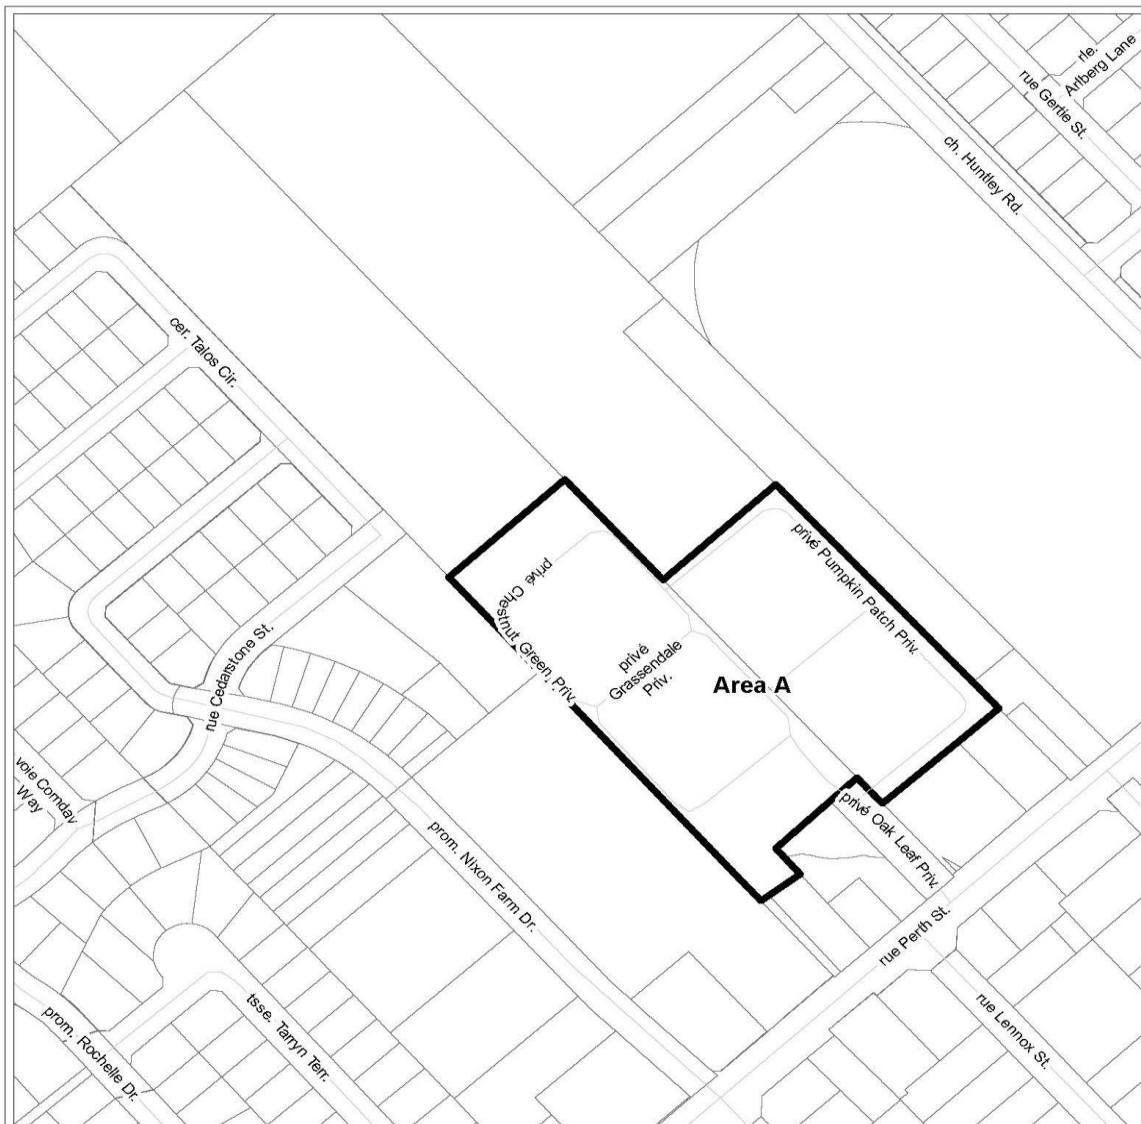 rle.
Arlberg Lane
rue Gertie St.
ch. Huntley Rd.
cer. Talos Cir.
privé Pumpkin Patch Priv.
privé Chestnut Green Priv.
privé
Grassendale
Priv.
Area A
rue Cedarstone St.
voie Corndav
Way
privé Oak Leaf Priv.
prom. Nixon Farm Dr.
rue Perth St.
tsse. Tarryn Terr.
rue Lennox St.
prom. Rochelle Dr.